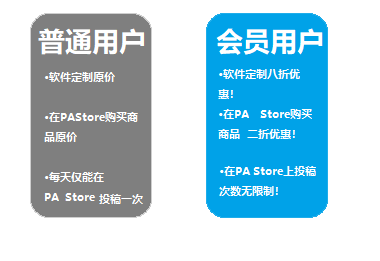 普通用户
•软件定制原价
•在PAStore购买商
品原价
•每天仅能在
PA Store 投稿一次
会员用户
•软件定制八折优
惠!
•在PA Store购买
商品 二折优惠!
•在PA Store上投稿
次数无限制!